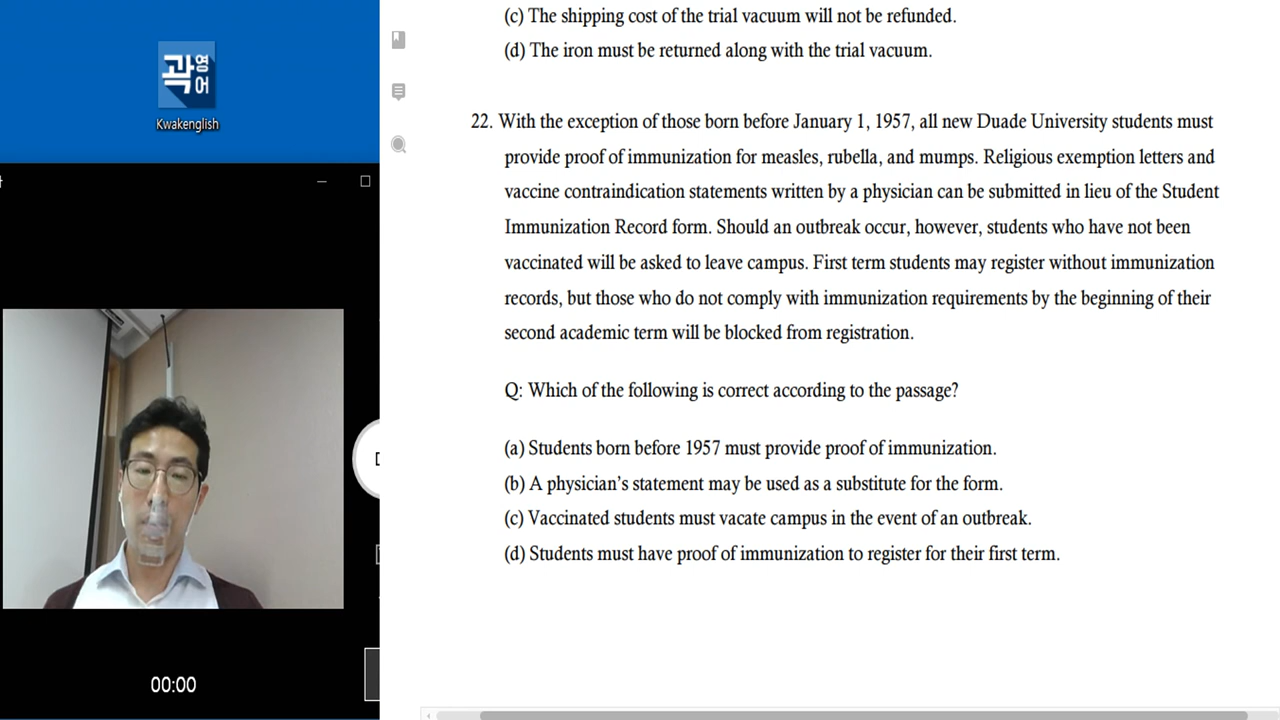 곽영어
Kwakenglish
00:00
(c) The shipping cost of the trial vacuum will not be refunded.
(d) The iron must be returned along with the trial vacuum.
22. With the exception of those born before January 1, 1957, all new Duade University students must
provide proof of immunization for measles, rubella, and mumps. Religious exemption letters and
vaccine contraindication statements written by a physician can be submitted in lieu of the Student
Immunization Record form. Should an outbreak occur, however, students who have not been
vaccinated will be asked to leave campus. First term students may register without immunization
records, but those who do not comply with immunization requirements by the beginning of their
second academic term will be blocked from registration.
Q: Which of the following is correct according to the passage?
(a) Students born before 1957 must provide proof of immunization.
(b) A physician's statement may be used as a substitute for the form.
(c) Vaccinated students must vacate campus in the event of an outbreak.
(d) Students must have proof of immunization to register for their first term.